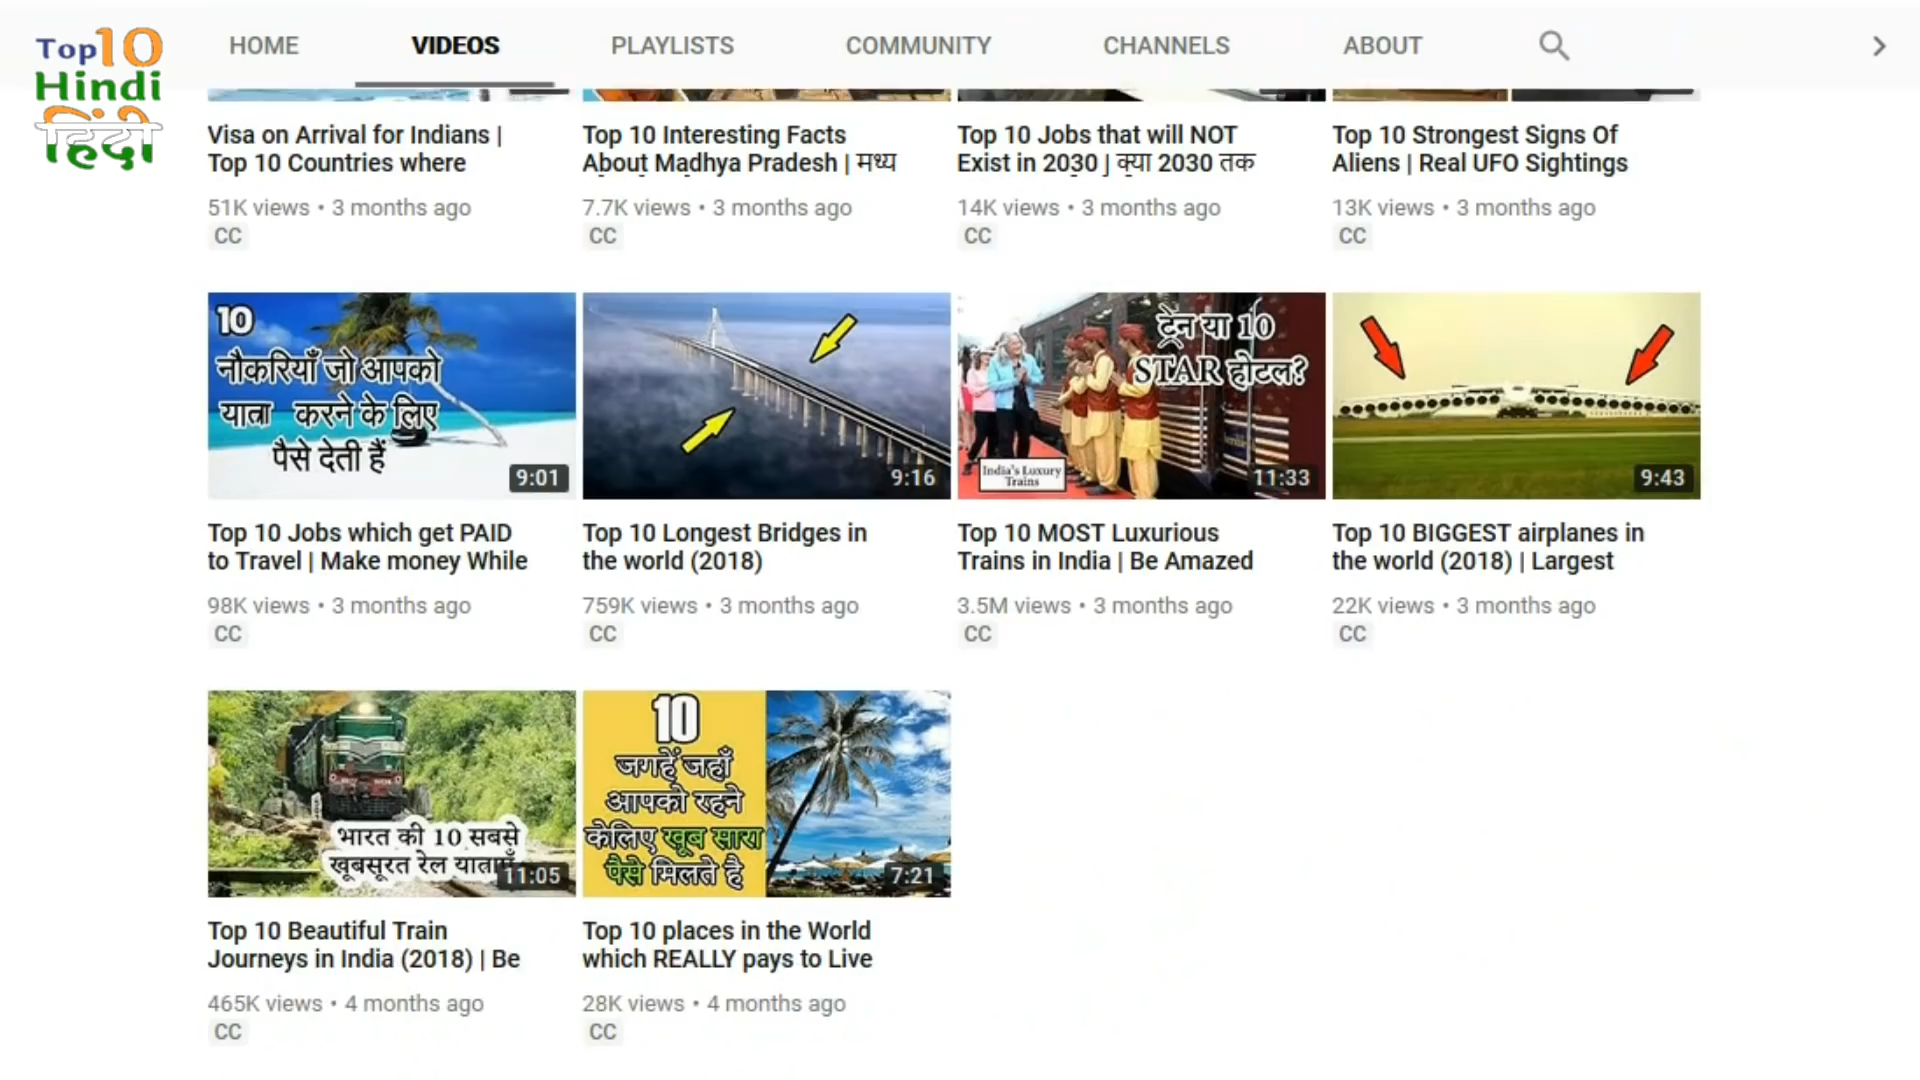 Top10
Hindi
हिंदी
HOME
VIDEOS
PLAYLISTS
COMMUNITY
CHANNELS
ABOUT
Visa on Arrival for Indians |
Top 10 Countries where
51K views • 3 months ago
CC
Top 10 Interesting Facts
About Madhya Pradesh | मध्य
7.7K views • 3 months ago
CC
Top 10 Jobs that will NOT
Exist in 2030 | क्या 2030 तक
14K views • 3 months ago
CC
Top 10 Strongest Signs Of
Aliens | Real UFO Sightings
13K views • 3 months ago
CC
10
नौकरियाँ जो आपको
यात्रा करने के लिए
पैसे देती हैं
9:01
Top 10 Jobs which get PAID
to Travel | Make money While
98K views • 3 months ago
CC
9:16
Top 10 Longest Bridges in
the world (2018)
759K views • 3 months ago
CC
ट्रेन या 10
STAR होटल?
India's Luxury
Trains
11:33
Top 10 MOST Luxurious
Trains in India | Be Amazed
3.5M views • 3 months ago
CC
9:43
Top 10 BIGGEST airplanes in
the world (2018) | Largest
22K views • 3 months ago
CC
भारत की 10 सबसे
खूबसूरत रेल यात्राएँ
11:05
Top 10 Beautiful Train
Journeys in India (2018) | Be
465K views • 4 months ago
CC
10
जगहें जहाँ
आपको रहने
केलिए खूब सारा
पैसे मिलते है
7:21
Top 10 places in the World
which REALLY pays to Live
28K views • 4 months ago
CC